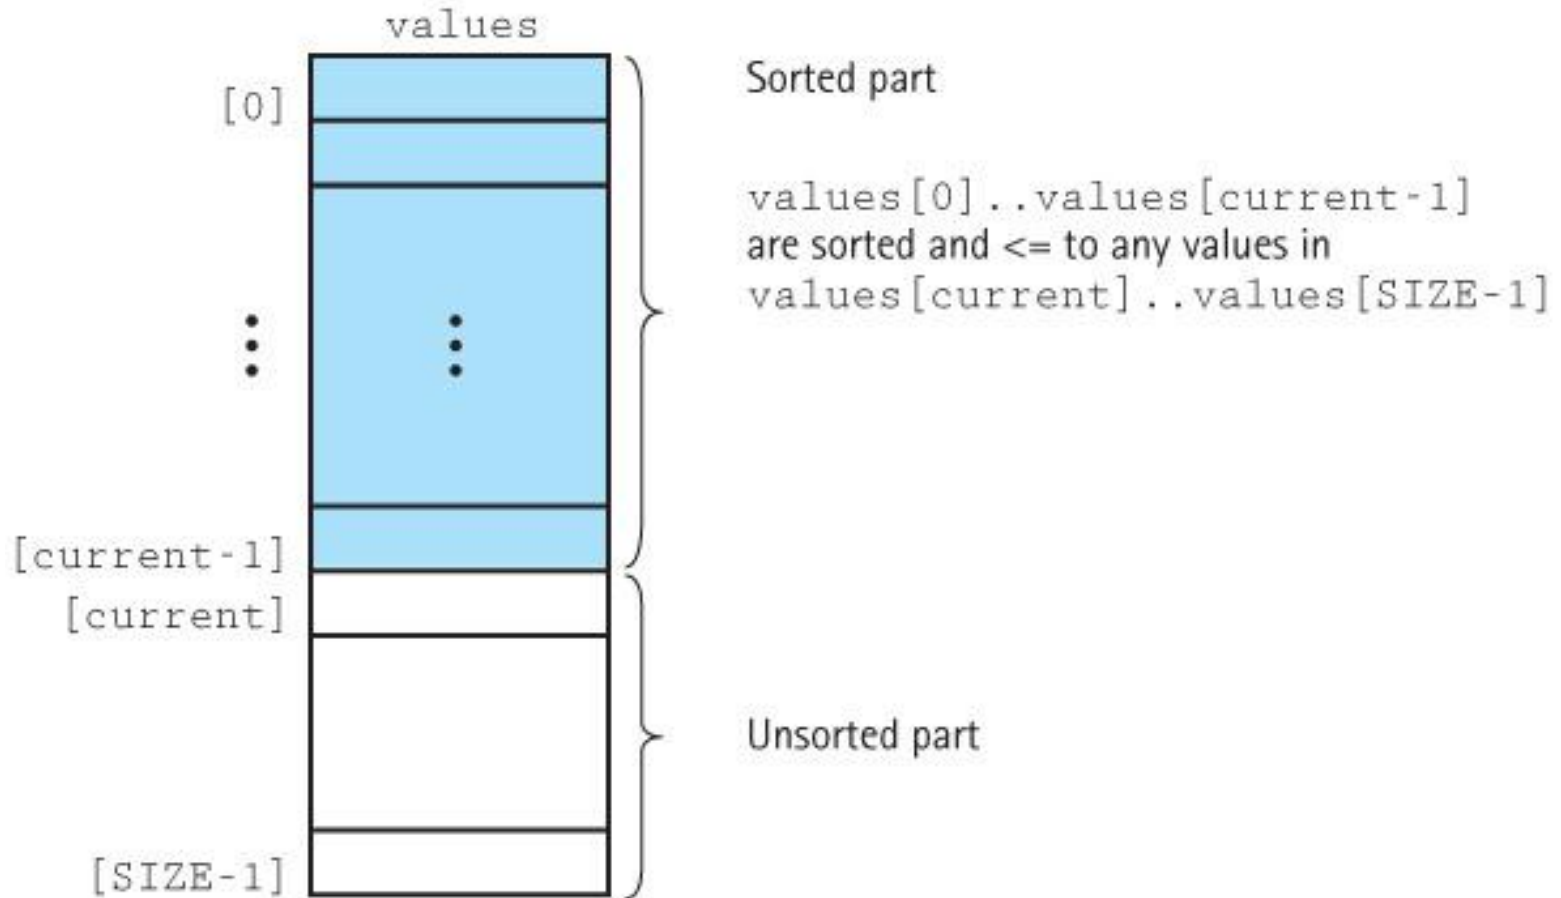 values
[0]
Sorted part
values[0]..values[current-1]
are sorted and <= to any values in
values[current]..values[SIZE-1]
[current-1]
[current]
Unsorted part
[SIZE-1]